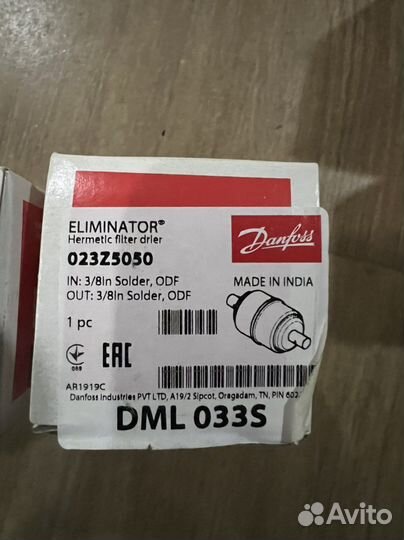 ELIMINATOR®
Hermetic filter drier
023Z5050
Danfoss
IN: 3/8In Solder, ODF
OUT: 3/8In Solder, ODF
MADE IN INDIA
1 pc
089
EAC
AR1919C
Danfoss Industries PVT LTD, A19/2 Sipcot, Oragadam, TN, PIN 602
DML 033S
Avito